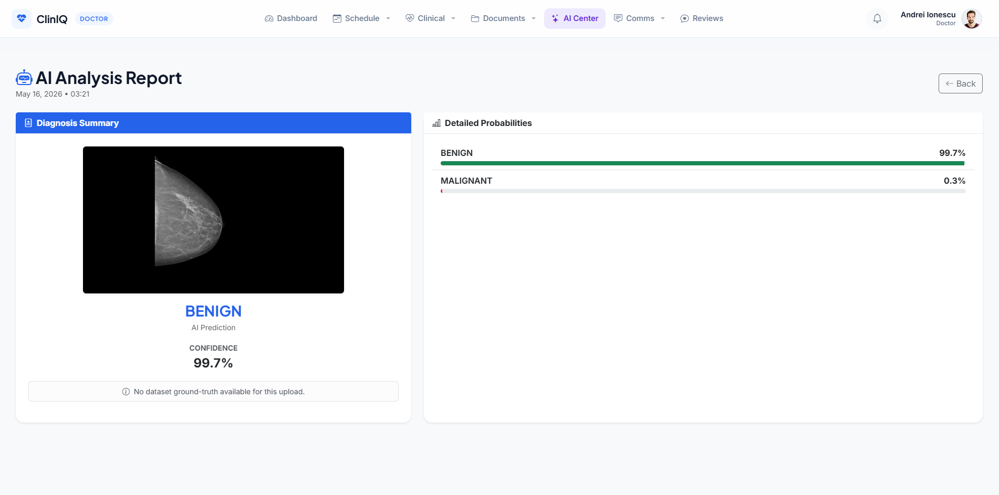 ClinIQ
DOCTOR
Dashboard
Schedule
Clinical
Documents
AI Center
Comms
Reviews
Andrei Ionescu
Doctor
AI Analysis Report
May 16, 2026 • 03:21
Back
Diagnosis Summary
BENIGN
AI Prediction
CONFIDENCE
99.7%
No dataset ground-truth available for this upload.
Detailed Probabilities
BENIGN 99.7%
MALIGNANT 0.3%